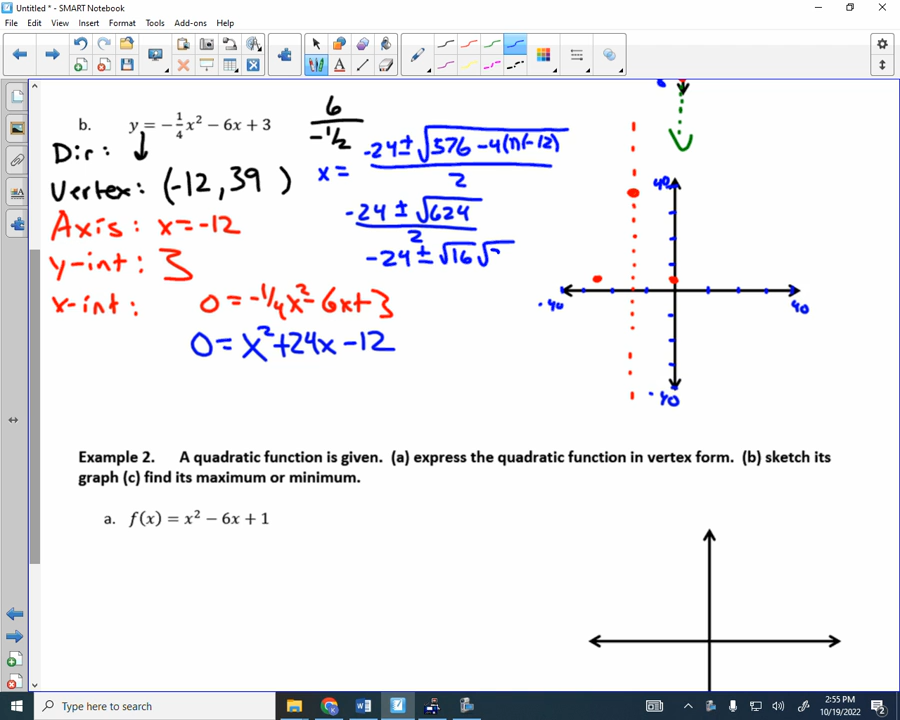 Untitled * - SMART Notebook
File Edit View Insert Format Tools Add-ons Help
b. y = −1/4x² − 6x + 3
6
-1/2
Dir: ↓
Vertex: (-12, 39 )
Axis: x = -12
y-int: 3
x-int: 0 = -1/4x² - 6x + 3
0 = x² + 24x - 12
x = -24 ± √576 - 4(1)(-12)
2
-24 ± √624
2
-24 ± √16 √
40
-40 40
-40
Example 2. A quadratic function is given. (a) express the quadratic function in vertex form. (b) sketch its
graph (c) find its maximum or minimum.
a. f(x) = x² − 6x + 1
Type here to search
2:55 PM
10/19/2022
2